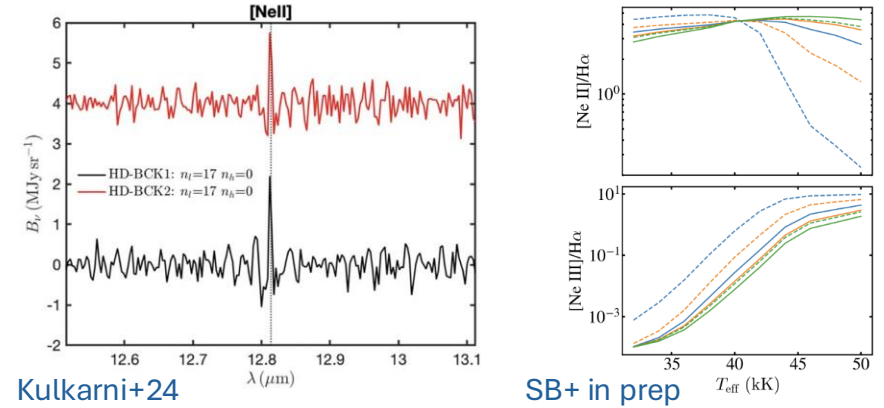 [NeII]
6
5
4
3
2
1
0
-1
-2
B_ν (MJy sr⁻¹)
HD-BCK1: n_l=17 n_h=0
HD-BCK2: n_l=17 n_h=0
12.6
12.7
12.8
12.9
13
13.1
λ (μm)
Kulkarni+24
[Ne II]/Hα
10⁰
[Ne III]/Hα
10¹
10⁻¹
10⁻³
35
40
45
50
T_eff (kK)
SB+ in prep